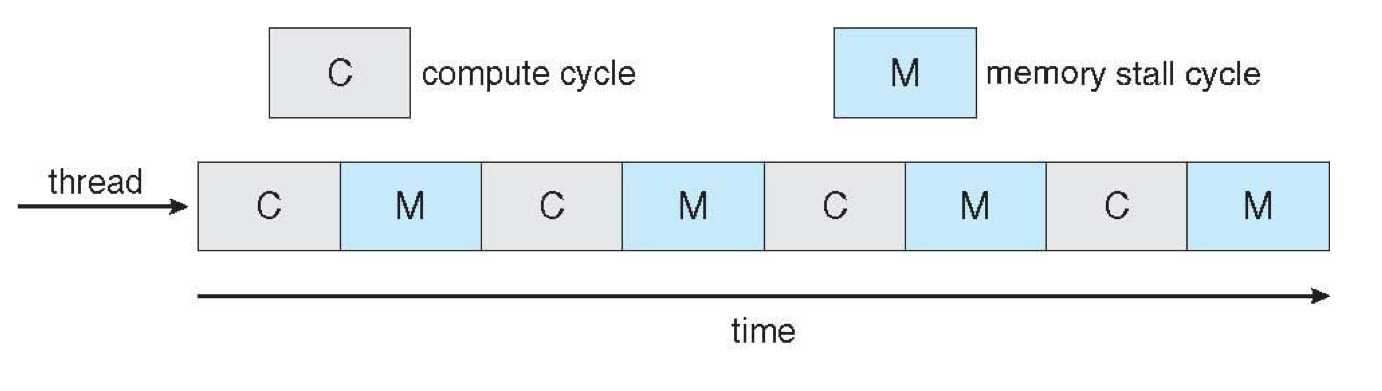 C compute cycle
M memory stall cycle
thread
C M C M C M C M
time